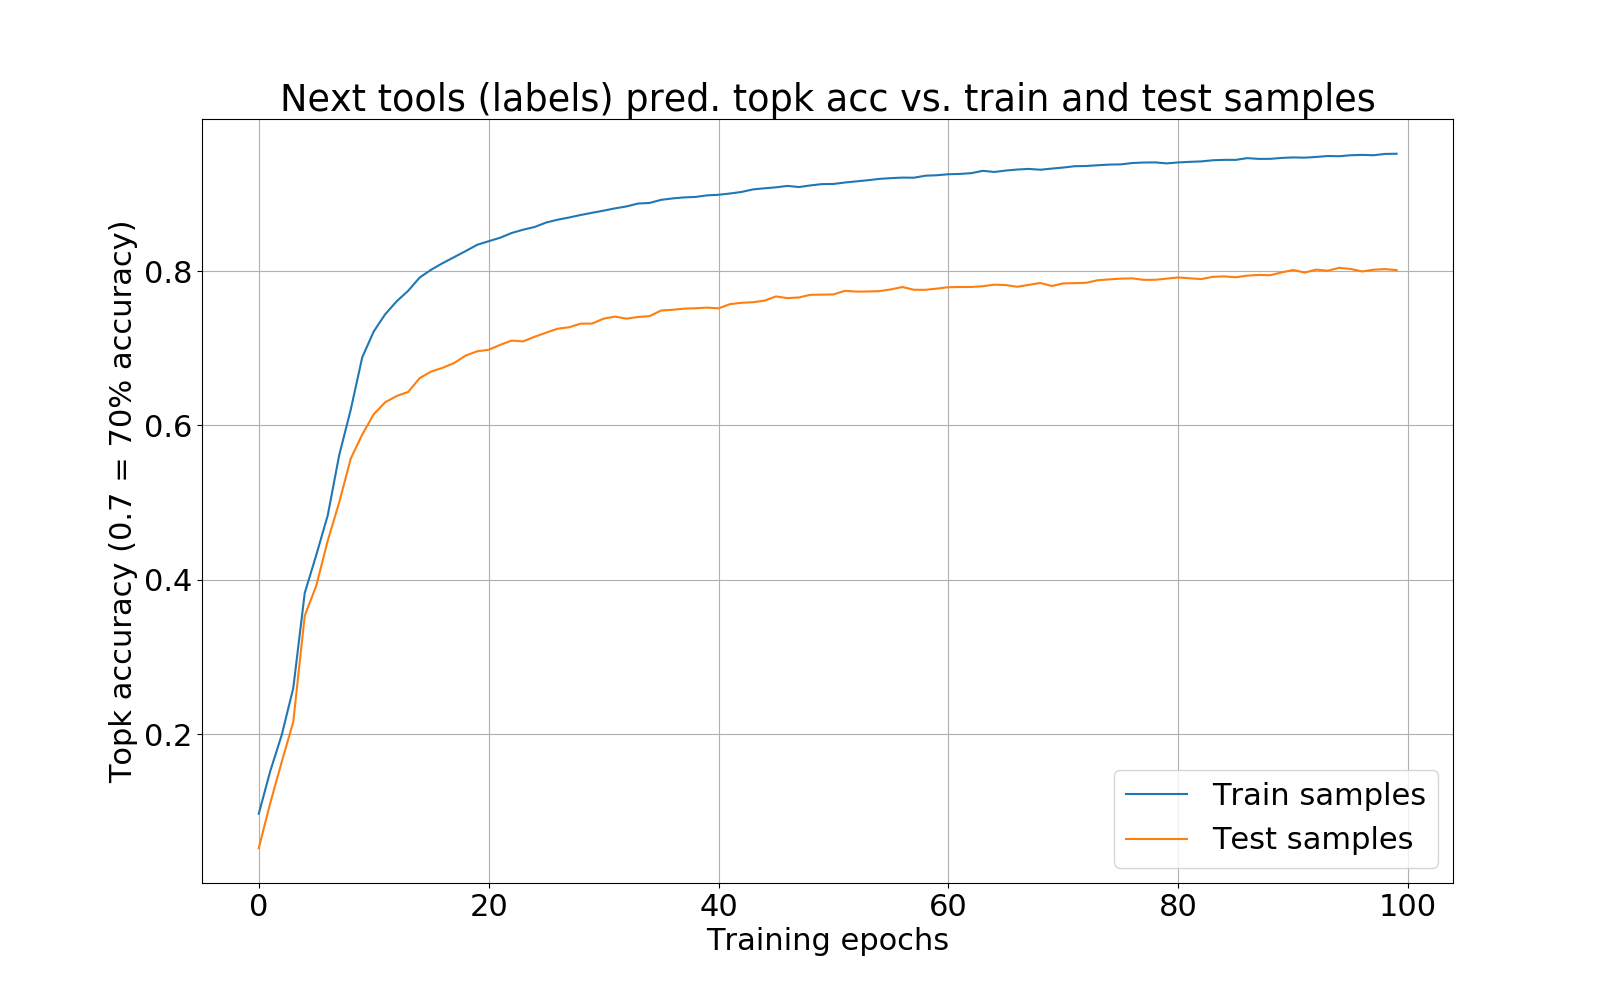 Next tools (labels) pred. topk acc vs. train and test samples
Topk accuracy (0.7 = 70% accuracy)
0.8
0.6
0.4
0.2
Train samples
Test samples
0 20 40 60 80 100
Training epochs